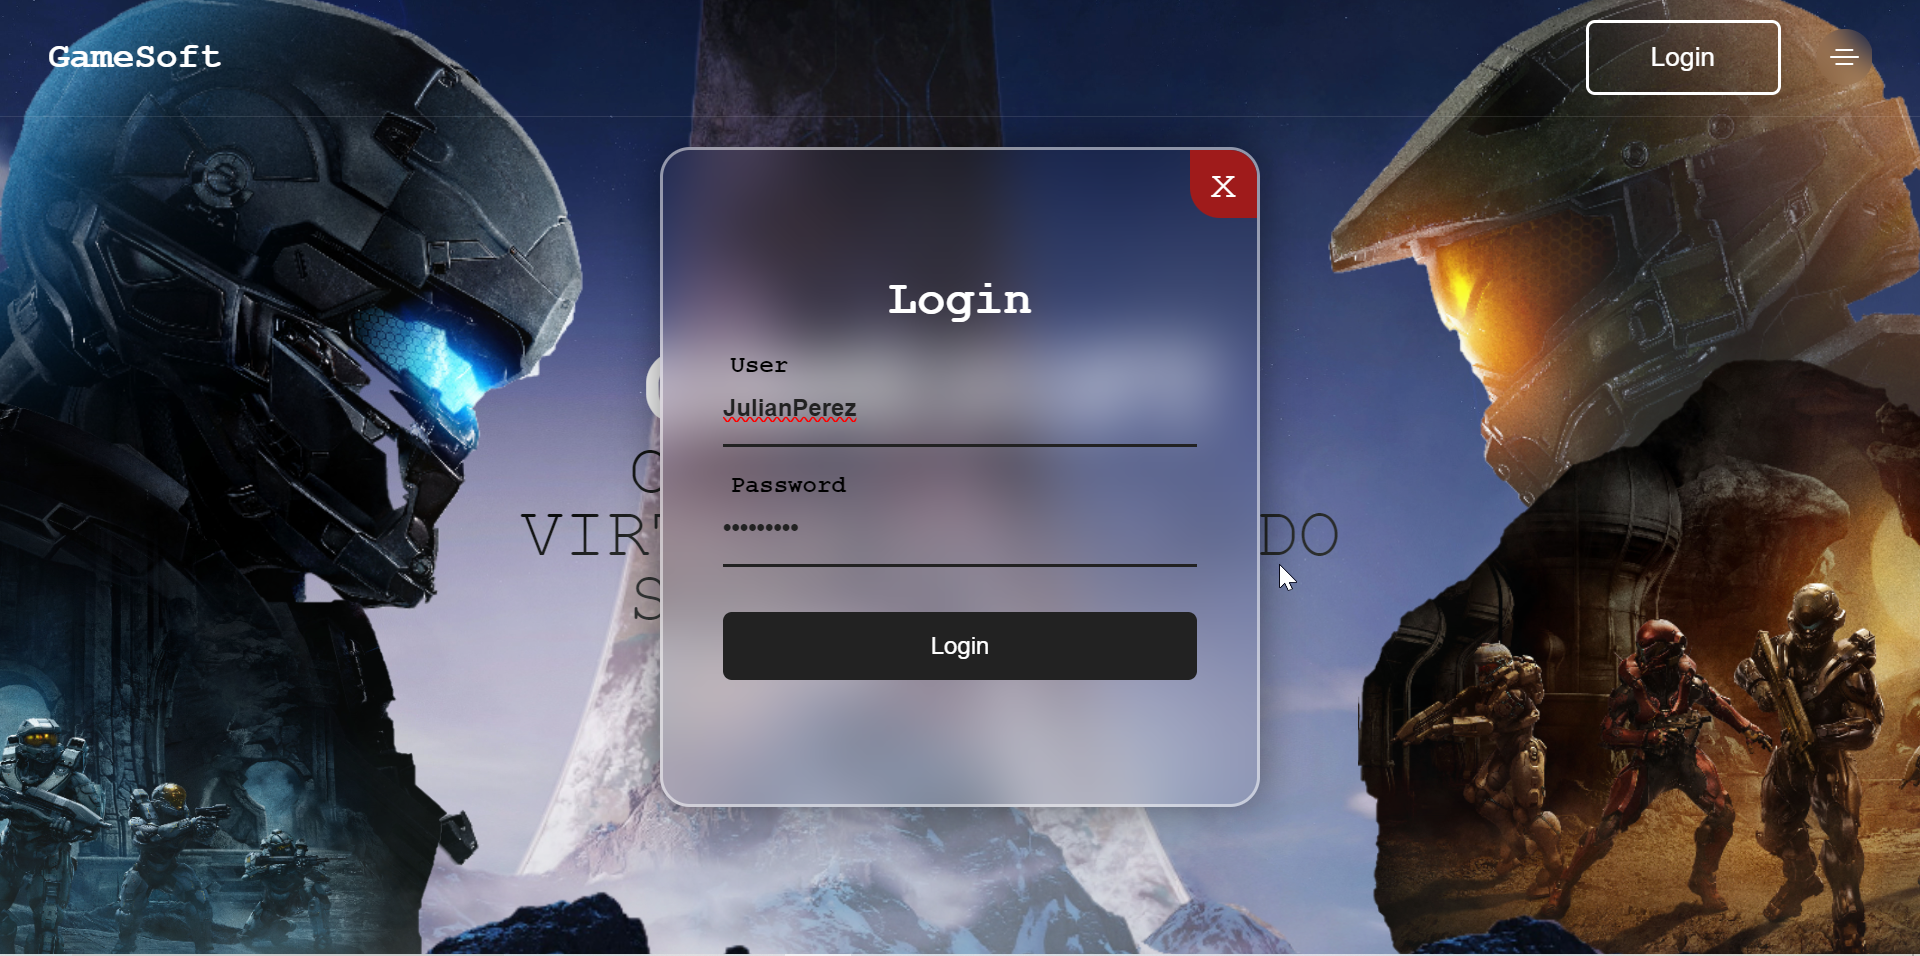 GameSoft
Login
X
Login
User
JulianPerez
Password
•••••••••
Login